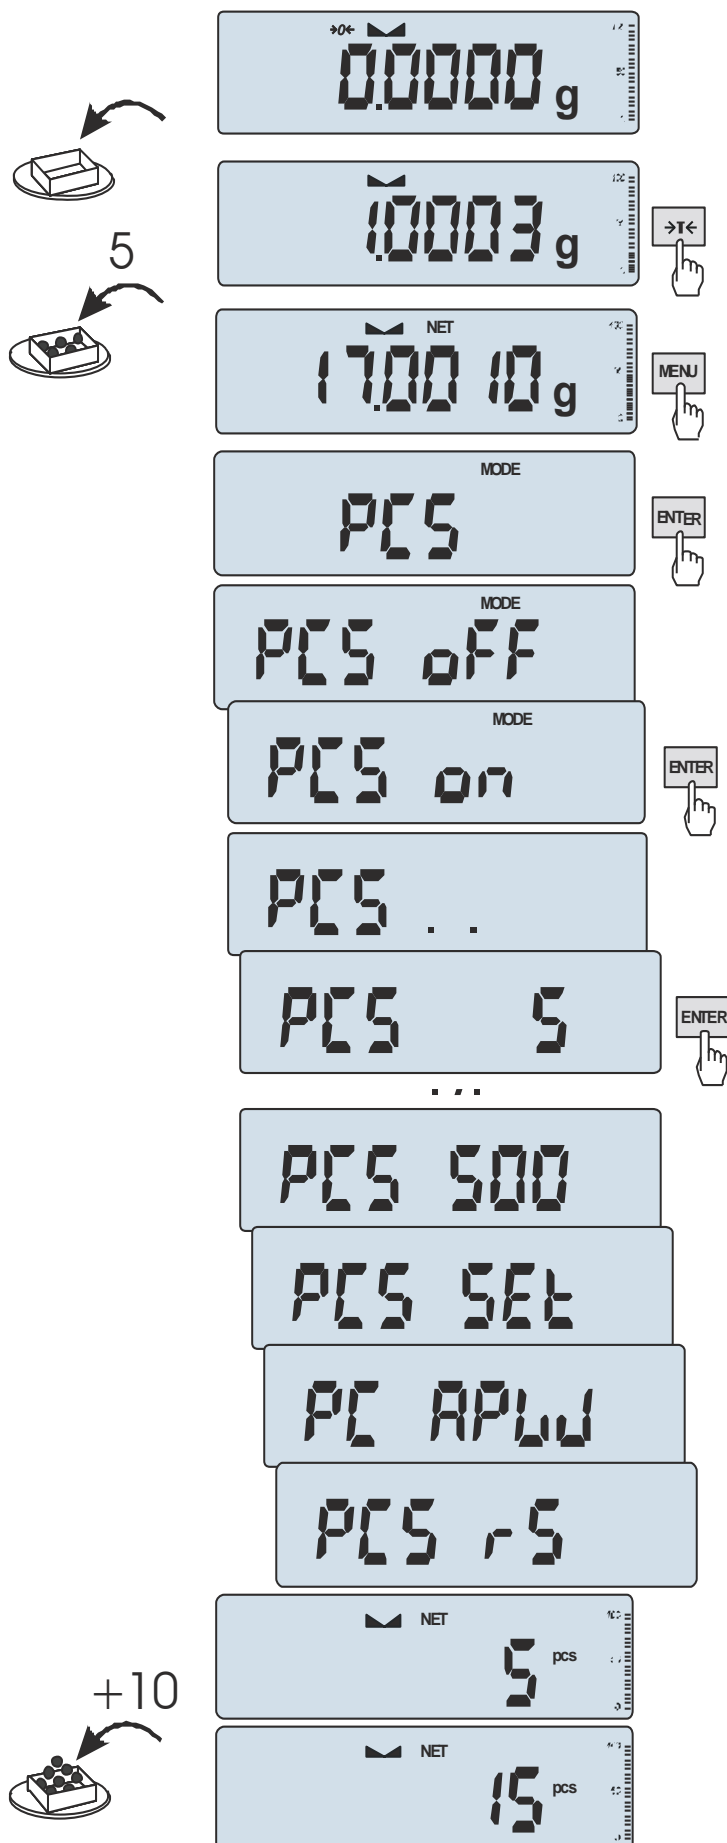 →0←
0.0000 g
1.0003 g
→T←
5
NET
17.0010 g
MENU
MODE
PCS
ENTER
MODE
PCS oFF
MODE
PCS on
ENTER
PCS . .
PCS 5
ENTER
PCS 500
PCS SEt
PC APW
PCS rS
NET
5 pcs
+10
NET
15 pcs